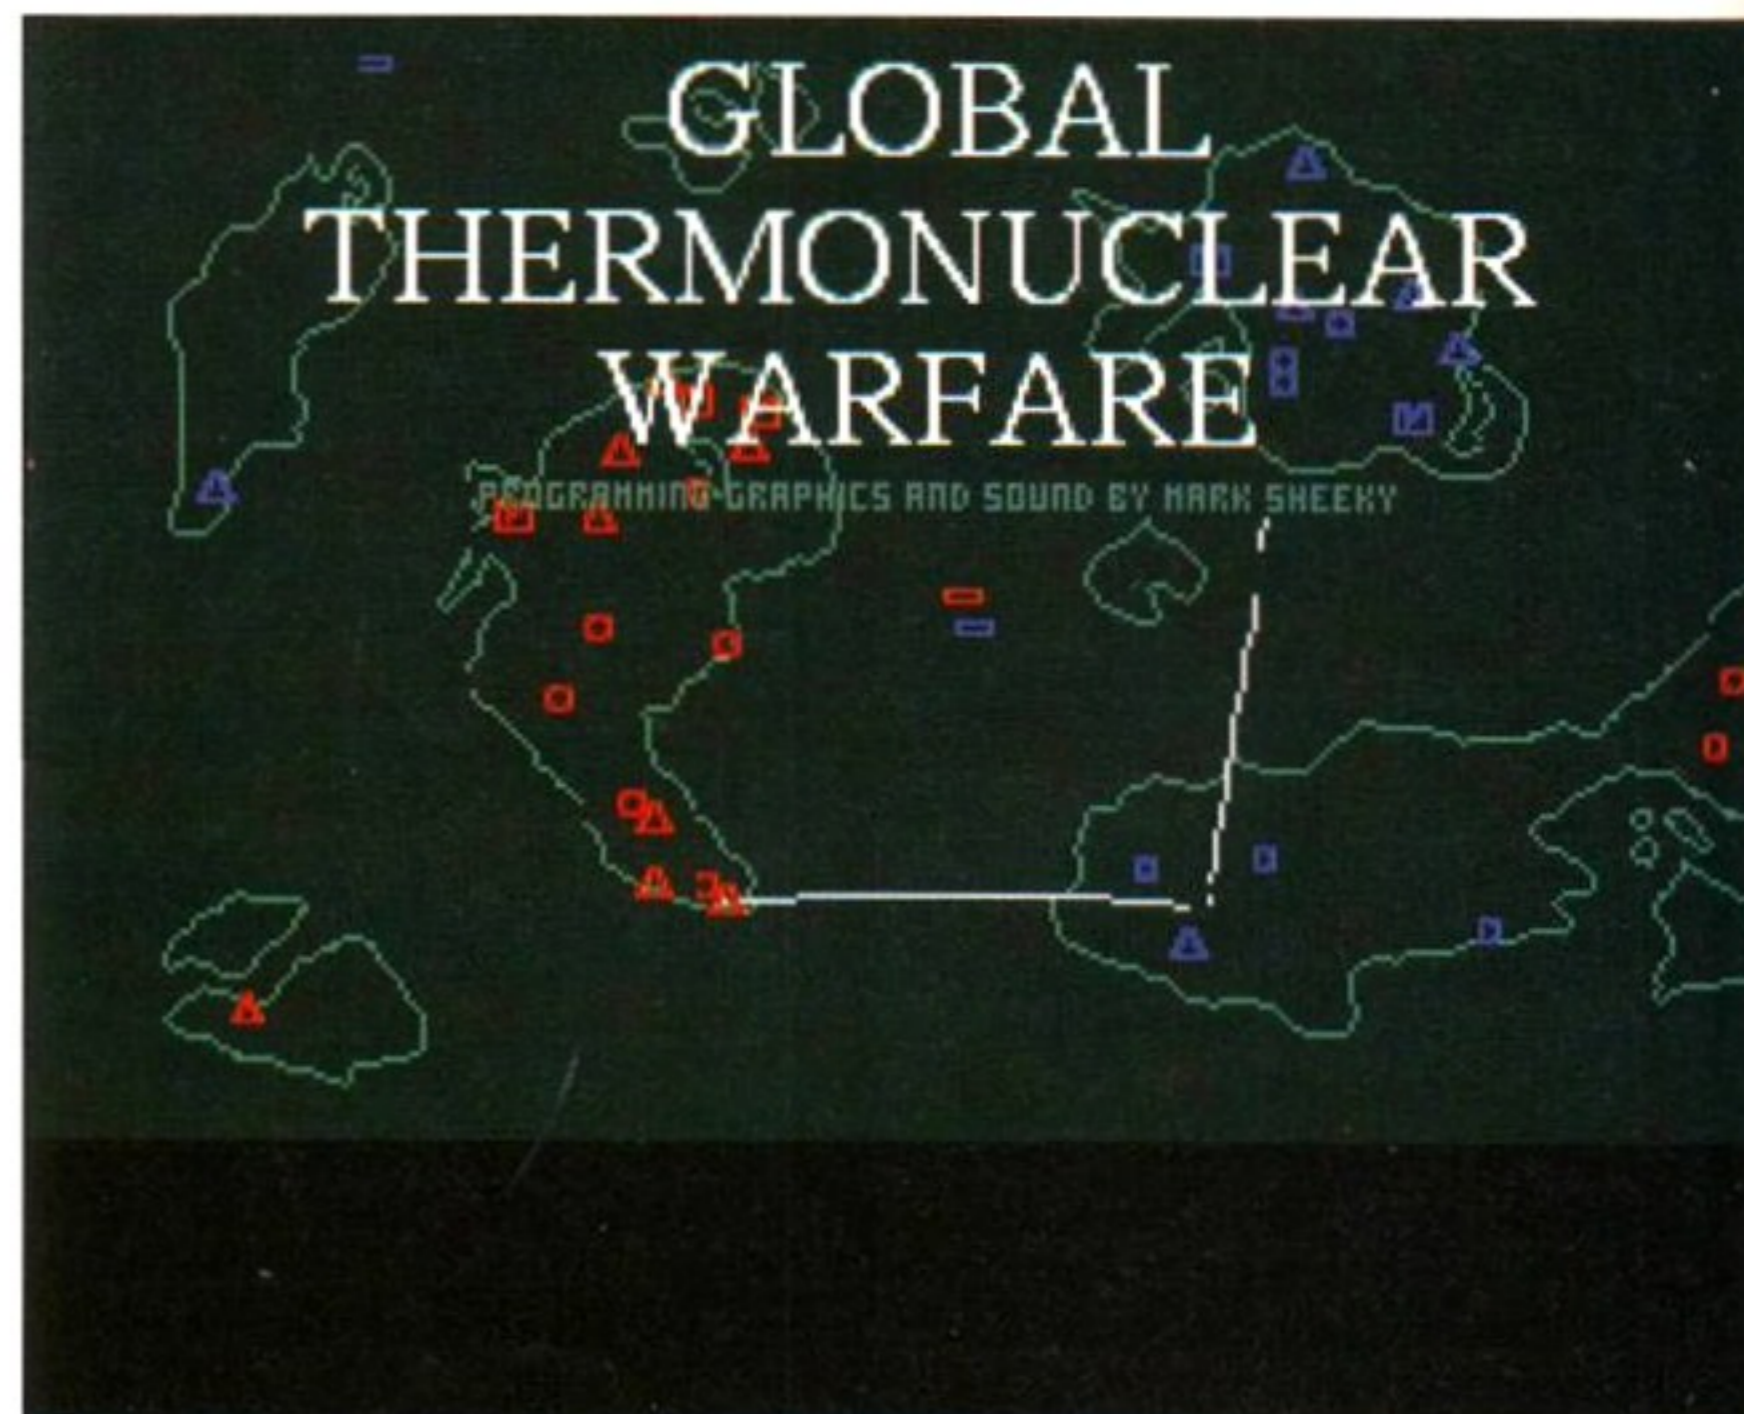 GLOBAL
THERMONUCLEAR
WARFARE
PROGRAMMING GRAPHICS AND SOUND BY MARK SHEEKY